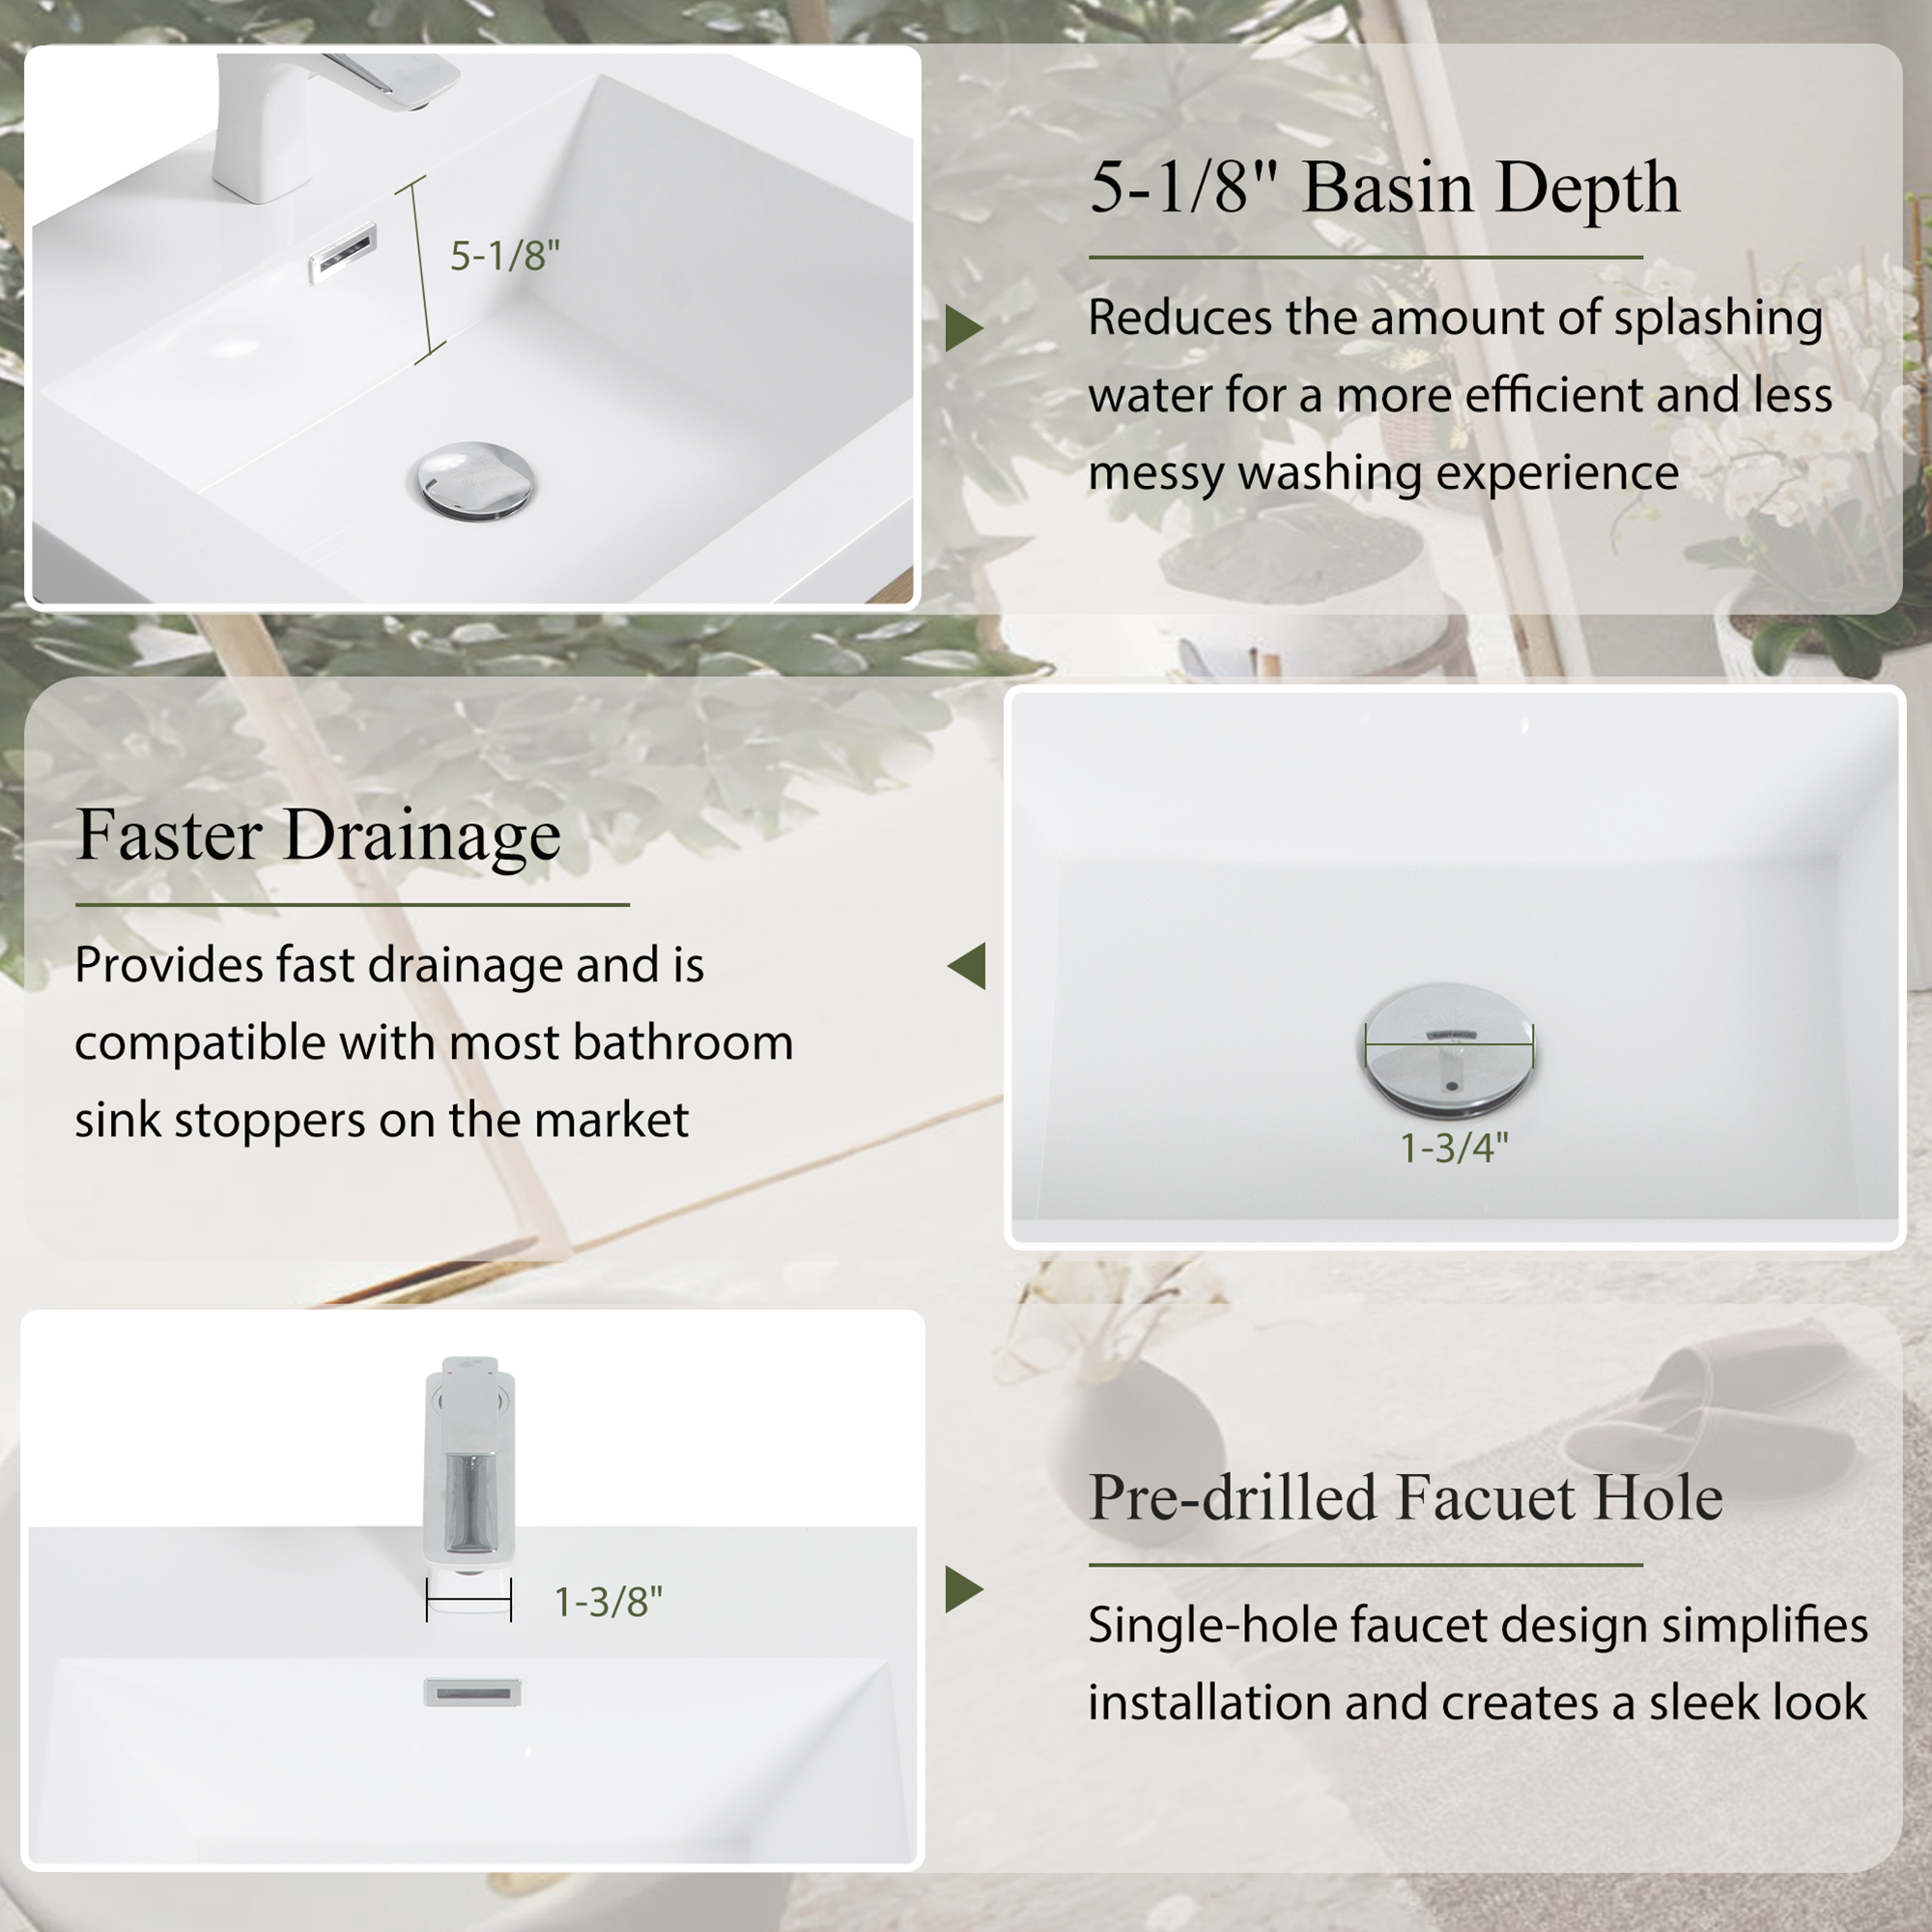 5-1/8"
5-1/8" Basin Depth
Reduces the amount of splashing
water for a more efficient and less
messy washing experience
Faster Drainage
Provides fast drainage and is
compatible with most bathroom
sink stoppers on the market
1-3/4"
1-3/8"
Pre-drilled Facuet Hole
Single-hole faucet design simplifies
installation and creates a sleek look